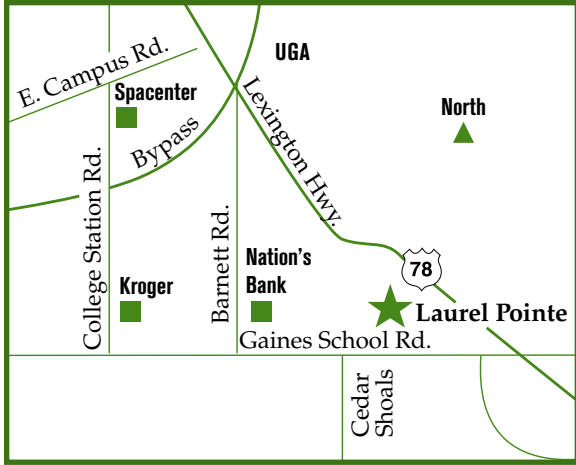 UGA
E. Campus Rd.
Spacenter
Bypass
Lexington Hwy.
North
College Station Rd.
Barnett Rd.
Kroger
Nation's
Bank
78
Laurel Pointe
Gaines School Rd.
Cedar
Shoals